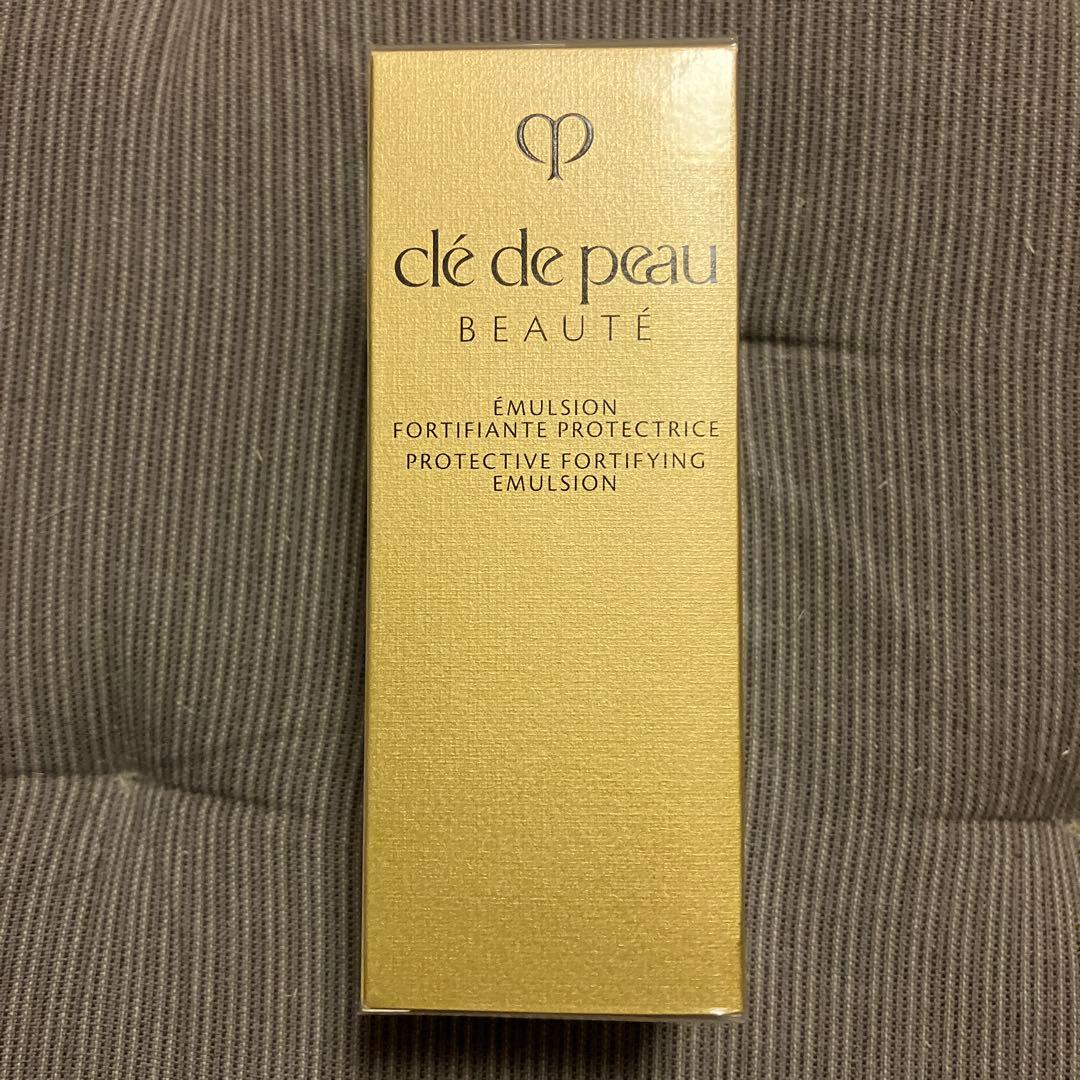 clé de peau
BEAUTÉ
ÉMULSION
FORTIFIANTE PROTECTRICE
PROTECTIVE FORTIFYING
EMULSION